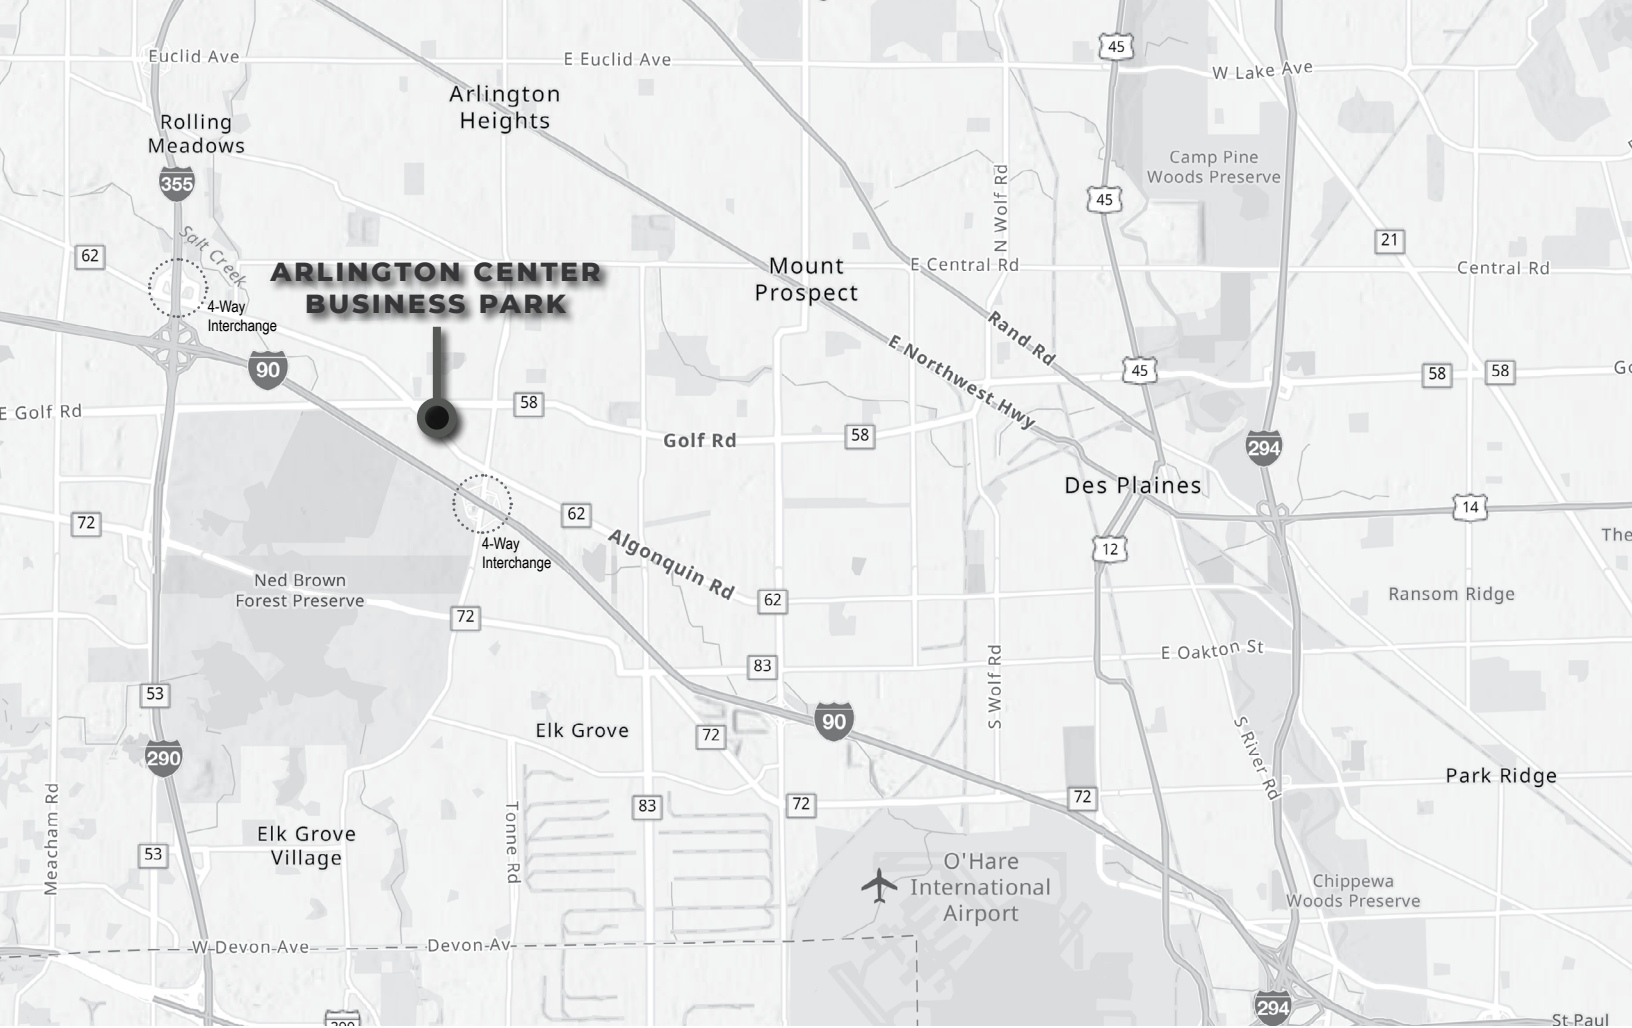 45
Euclid Ave
E Euclid Ave
W Lake Ave
Arlington
Heights
Rolling
Meadows
Camp Pine
Woods Preserve
355
45
N Wolf Rd
21
Salt Creek
62
ARLINGTON CENTER
BUSINESS PARK
Mount
Prospect
E Central Rd
Central Rd
4-Way
Interchange
Rand Rd
E Northwest Hwy
90
45
58
58
E Golf Rd
58
Golf Rd
58
294
Des Plaines
14
72
62
12
4-Way
Interchange
Algonquin Rd
The
Ned Brown
Forest Preserve
62
Ransom Ridge
72
83
S Wolf Rd
E Oakton St
53
90
Elk Grove
72
S River Rd
290
Park Ridge
Meacham Rd
83
72
72
Tonne Rd
Elk Grove
Village
53
O'Hare
International
Airport
Chippewa
Woods Preserve
W Devon Ave
Devon Av
294
St Paul